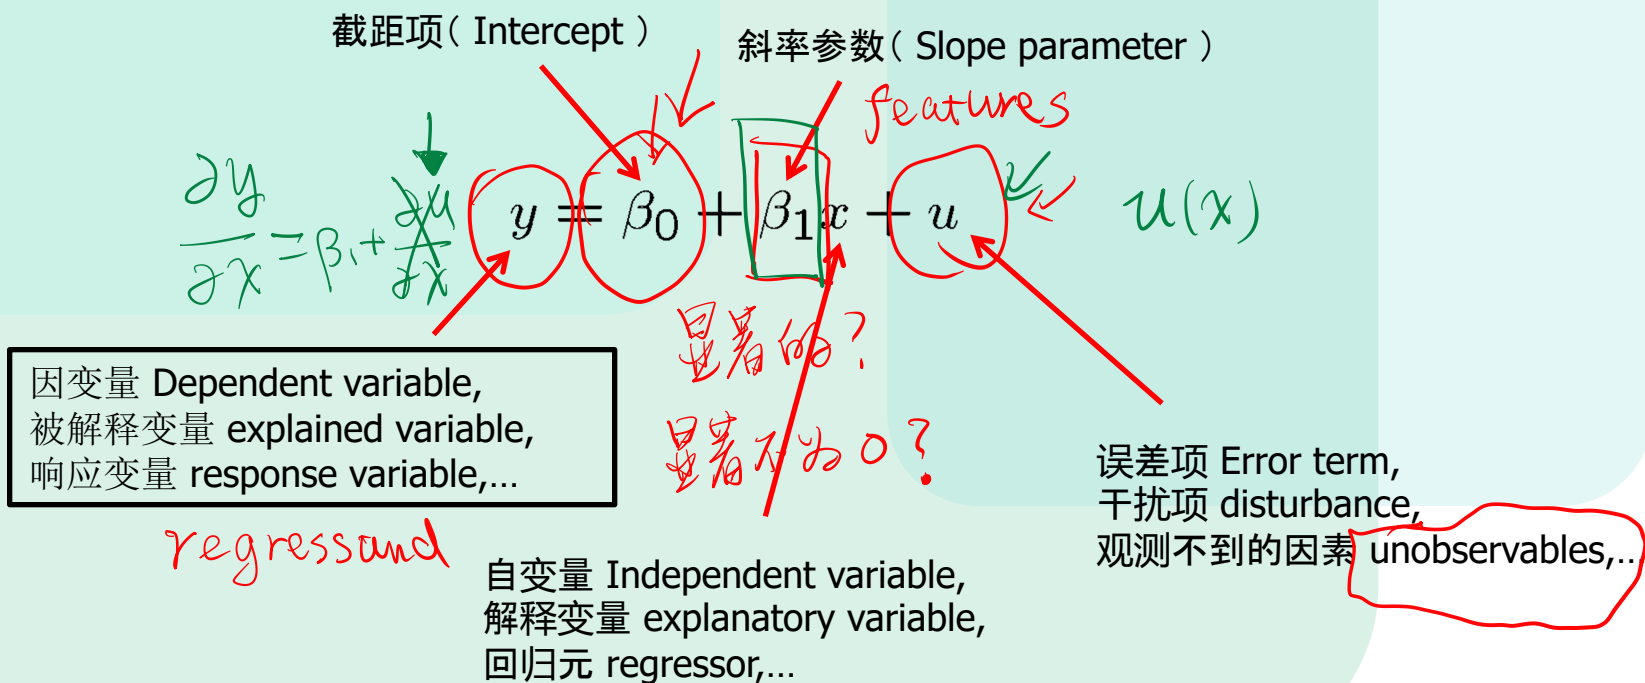 截距项（ Intercept ）
斜率参数（ Slope parameter ）
features
∂y/∂x = β₁ + ∂u/∂x
y = β₀ + β₁x + u
u(x)
显著的?
显著不为0?
因变量 Dependent variable,
被解释变量 explained variable,
响应变量 response variable,...
regressand
自变量 Independent variable,
解释变量 explanatory variable,
回归元 regressor,...
误差项 Error term,
干扰项 disturbance,
观测不到的因素 unobservables,...